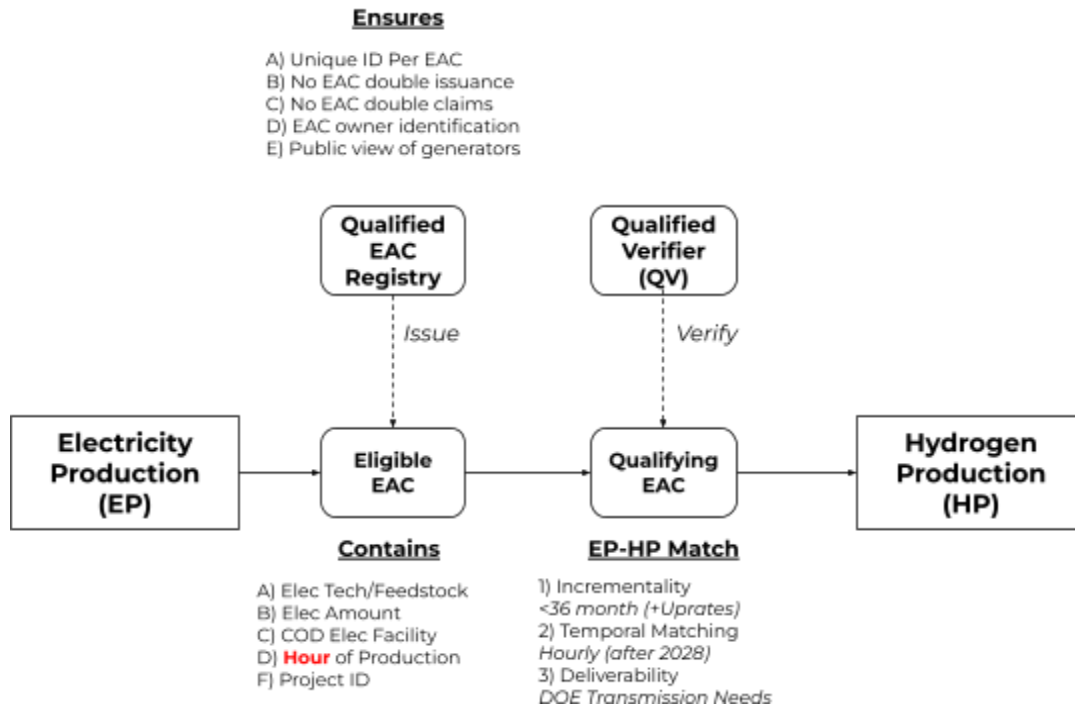 Ensures
A) Unique ID Per EAC
B) No EAC double issuance
C) No EAC double claims
D) EAC owner identification
E) Public view of generators
Qualified
EAC
Registry
Qualified
Verifier
(QV)
Issue
Verify
Electricity
Production
(EP)
Eligible
EAC
Qualifying
EAC
Hydrogen
Production
(HP)
Contains
A) Elec Tech/Feedstock
B) Elec Amount
C) COD Elec Facility
D) Hour of Production
F) Project ID
EP-HP Match
1) Incrementality
<36 month (+Uprates)
2) Temporal Matching
Hourly (after 2028)
3) Deliverability
DOE Transmission Needs